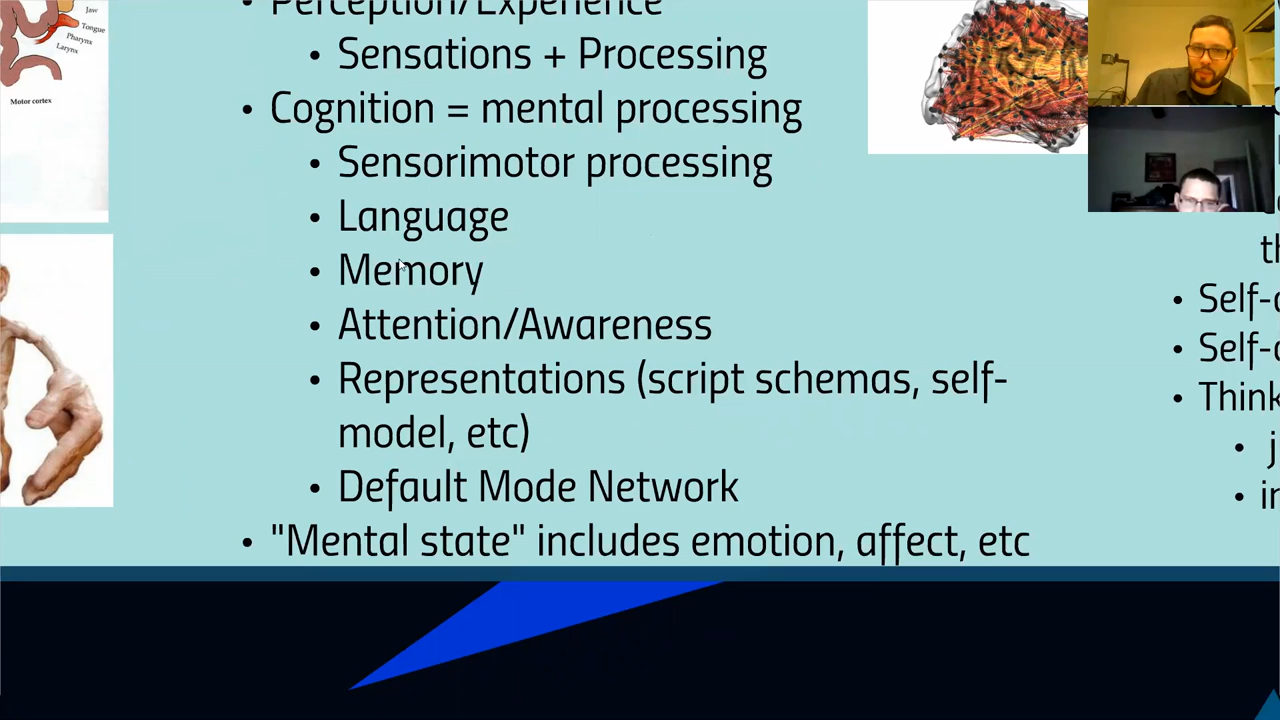 Jaw
Tongue
Pharynx
Larynx
Motor cortex
• Perception/Experience
• Sensations + Processing
• Cognition = mental processing
• Sensorimotor processing
• Language
• Memory
• Attention/Awareness
• Representations (script schemas, self-
model, etc)
• Default Mode Network
• "Mental state" includes emotion, affect, etc
• Self-
• Self-
• Think